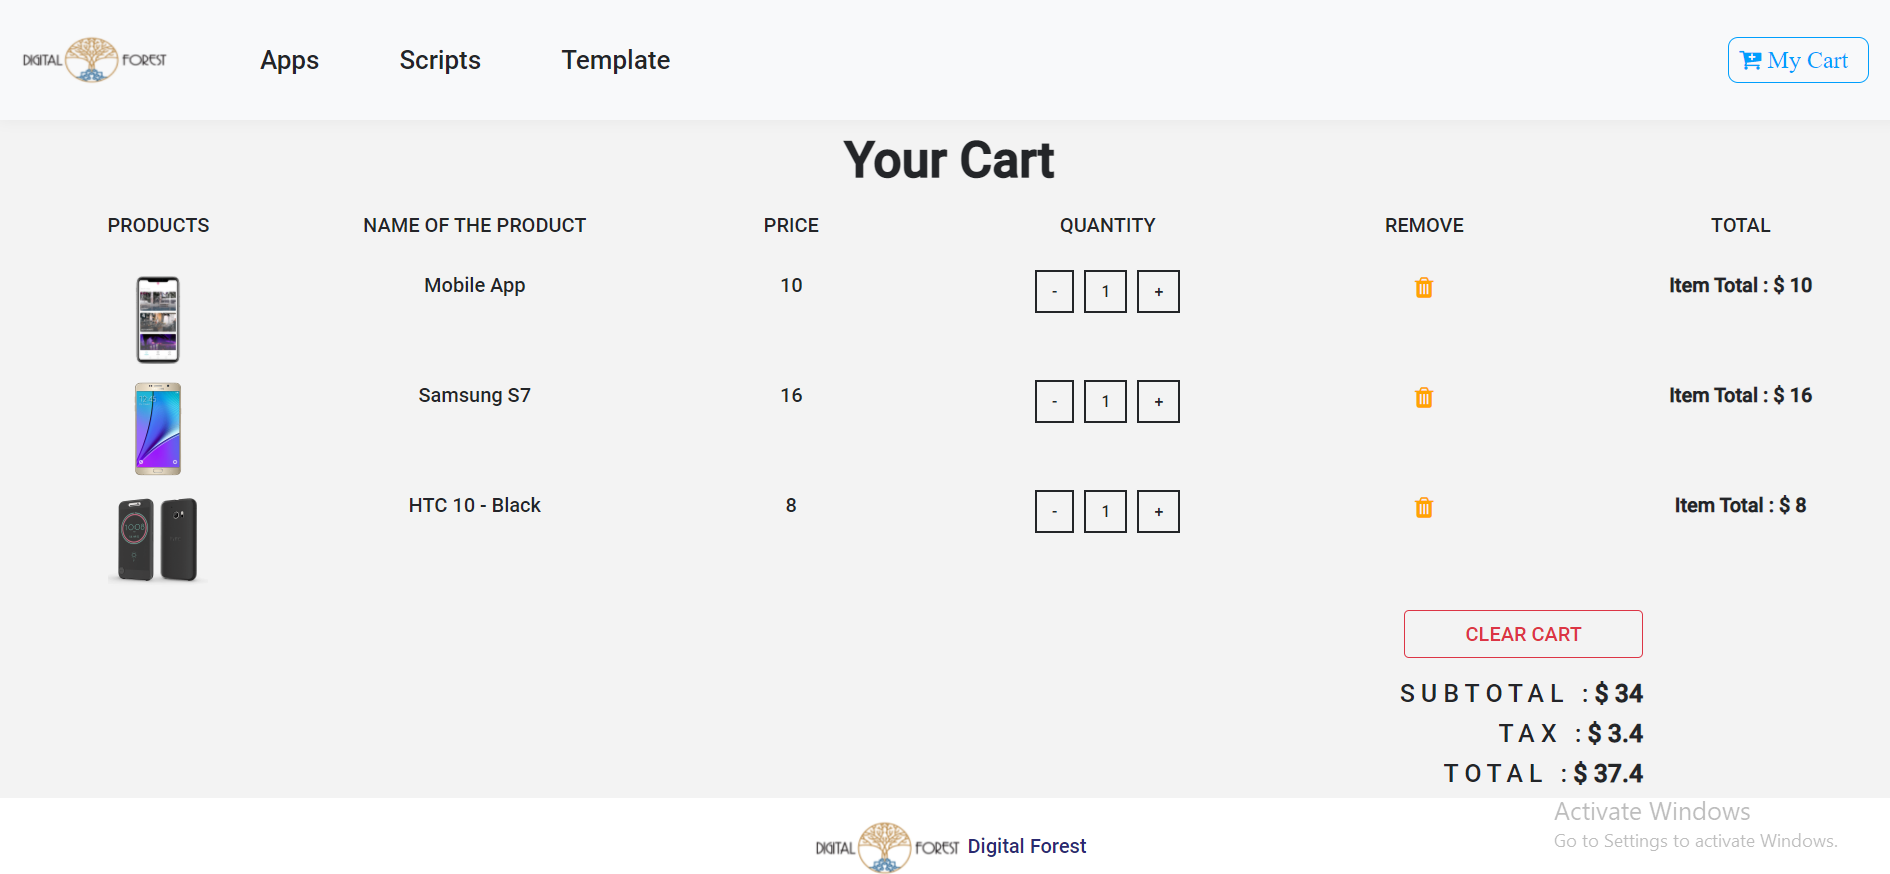 DIGITAL FOREST Apps Scripts Template My Cart
Your Cart
PRODUCTS NAME OF THE PRODUCT PRICE QUANTITY REMOVE TOTAL
Mobile App 10 - 1 + Item Total : $ 10
Samsung S7 16 - 1 + Item Total : $ 16
HTC 10 - Black 8 - 1 + Item Total : $ 8
CLEAR CART
SUBTOTAL : $ 34
TAX : $ 3.4
TOTAL : $ 37.4
Activate Windows
Go to Settings to activate Windows.
DIGITAL FOREST Digital Forest